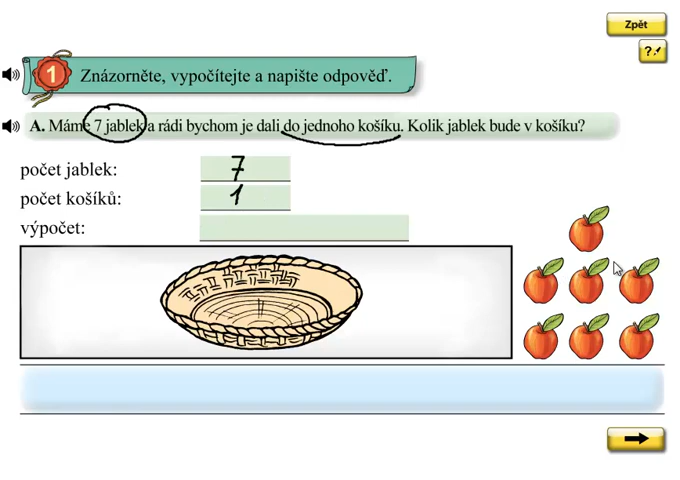 Zpět
?
1 Znázorněte, vypočítejte a napište odpověď.
A. Máme 7 jablek a rádi bychom je dali do jednoho košíku. Kolik jablek bude v košíku?
počet jablek: 7
počet košíků: 1
výpočet: